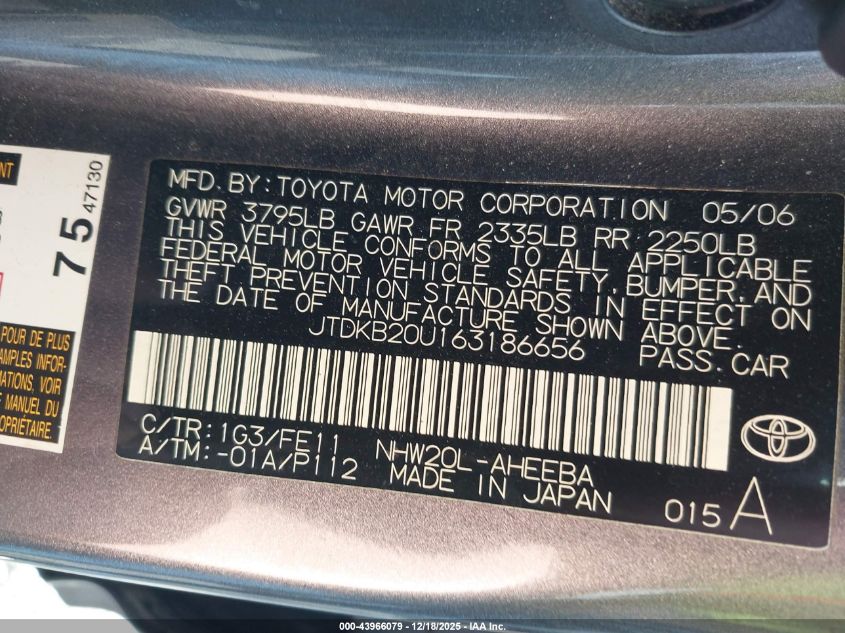 NT
75
47130
POUR DE PLUS
AMPLES INFOR-
MATIONS, VOIR
LE MANUEL DU
PROPRIÉTAIRE.
MFD. BY: TOYOTA MOTOR CORPORATION 05/06
GVWR 3795LB GAWR FR 2335LB RR 2250LB
THIS VEHICLE CONFORMS TO ALL APPLICABLE
FEDERAL MOTOR VEHICLE SAFETY, BUMPER, AND
THEFT PREVENTION STANDARDS IN EFFECT ON
THE DATE OF MANUFACTURE SHOWN ABOVE.
JTDKB20U163186656 PASS. CAR
C/TR: 1G3/FE11 NHW20L-AHEEBA
A/TM: -01A/P112 MADE IN JAPAN
015 A
000-43966079 - 12/18/2025 - IAA Inc.